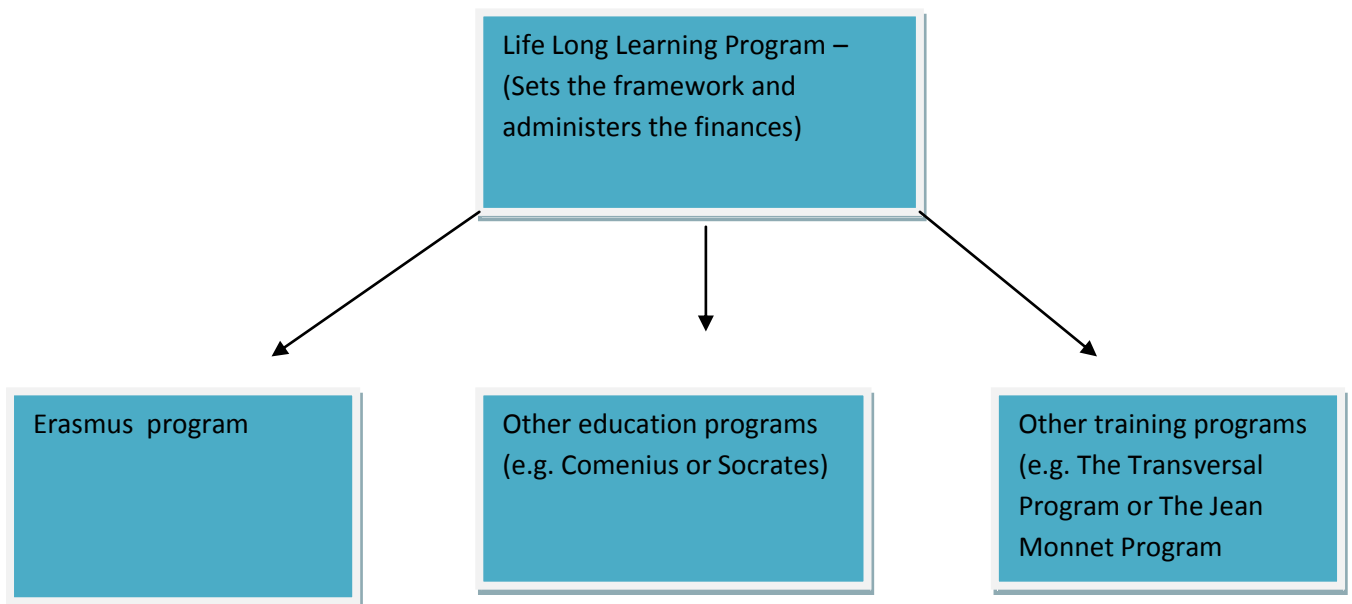 Life Long Learning Program –
(Sets the framework and
administers the finances)
Erasmus  program
Other education programs
(e.g. Comenius or Socrates)
Other training programs
(e.g. The Transversal
Program or The Jean
Monnet Program